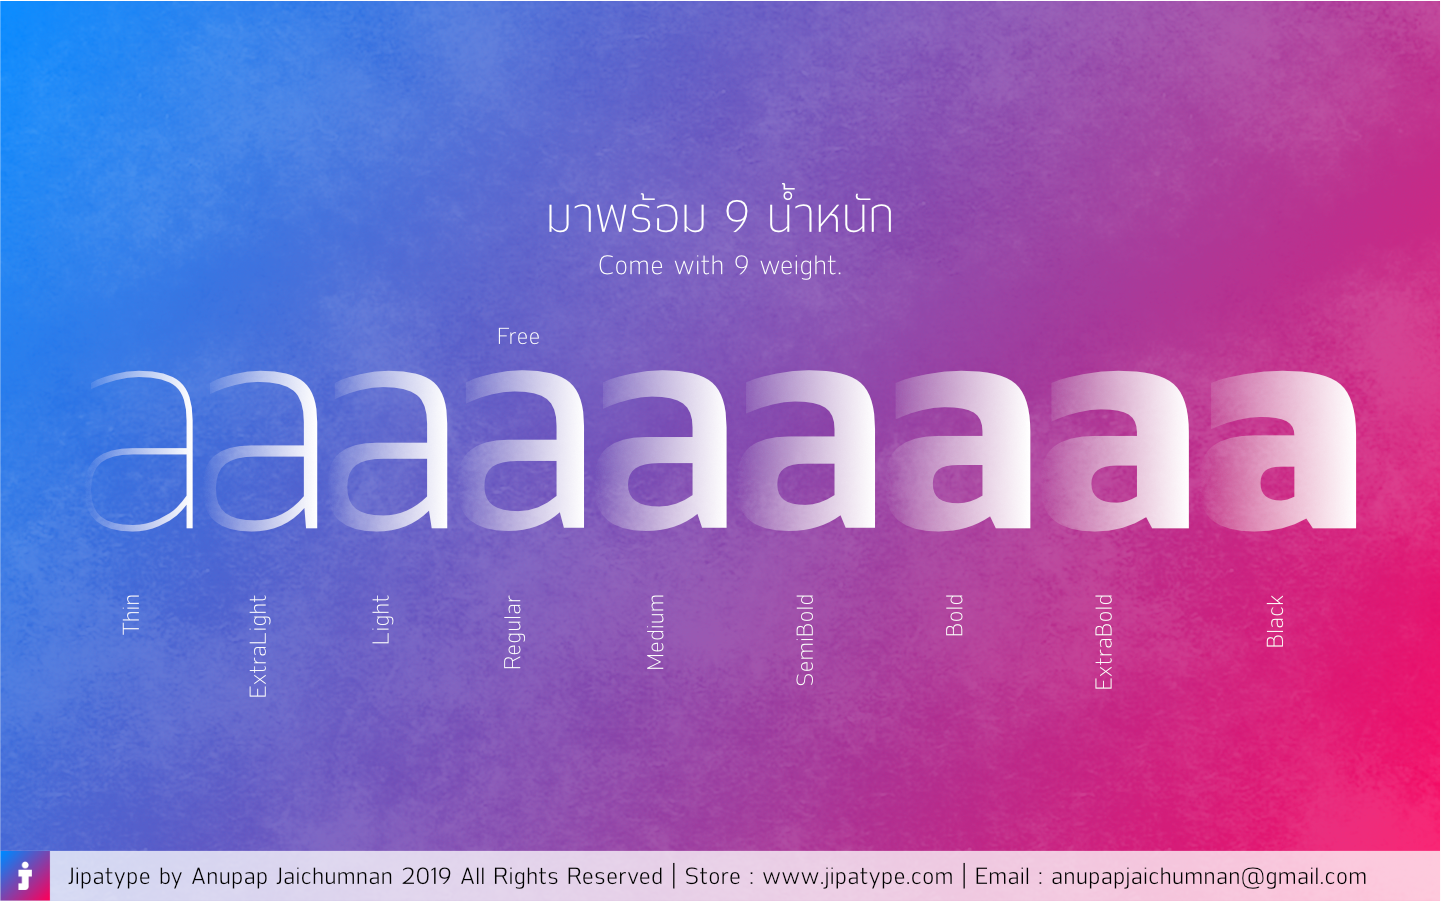 มาพร้อม 9 น้ำหนัก
Come with 9 weight.
Free
a a a a a a a a a
Thin
ExtraLight
Light
Regular
Medium
SemiBold
Bold
ExtraBold
Black
Jipatype by Anupap Jaichumnan 2019 All Rights Reserved | Store : www.jipatype.com | Email : anupapjaichumnan@gmail.com